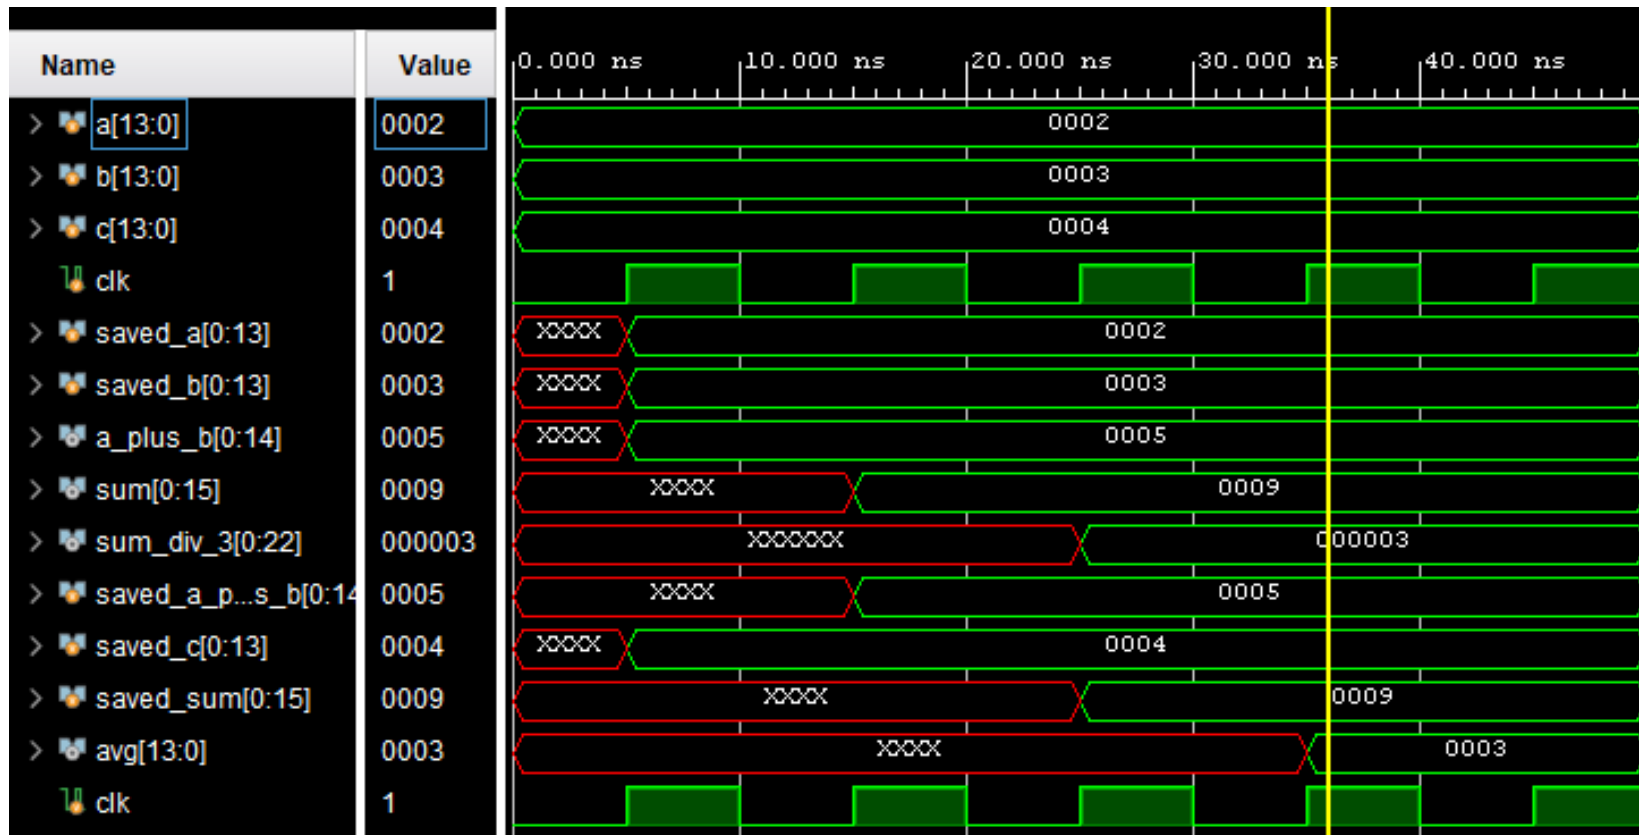 Name Value 0.000 ns 10.000 ns 20.000 ns 30.000 ns 40.000 ns
a[13:0] 0002 0002
b[13:0] 0003 0003
c[13:0] 0004 0004
clk 1
saved_a[0:13] 0002 XXXX 0002
saved_b[0:13] 0003 XXXX 0003
a_plus_b[0:14] 0005 XXXX 0005
sum[0:15] 0009 XXXX 0009
sum_div_3[0:22] 000003 XXXXXX 000003
saved_a_p...s_b[0:14 0005 XXXX 0005
saved_c[0:13] 0004 XXXX 0004
saved_sum[0:15] 0009 XXXX 0009
avg[13:0] 0003 XXXX 0003
clk 1